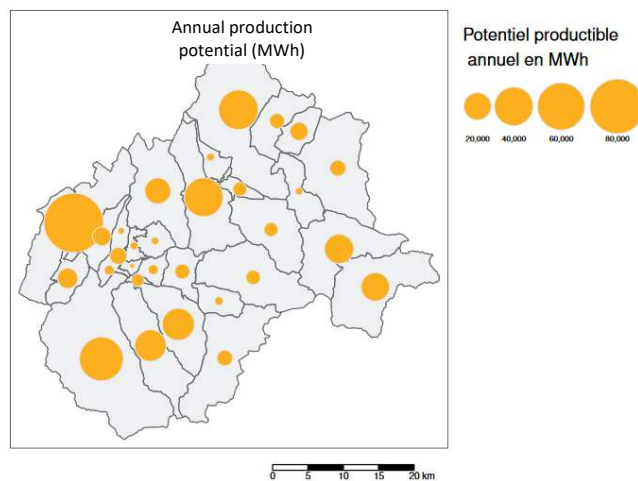 Annual production
potential (MWh)
Potentiel productible
annuel en MWh
20,000 40,000 60,000 80,000
0 5 10 15 20 km